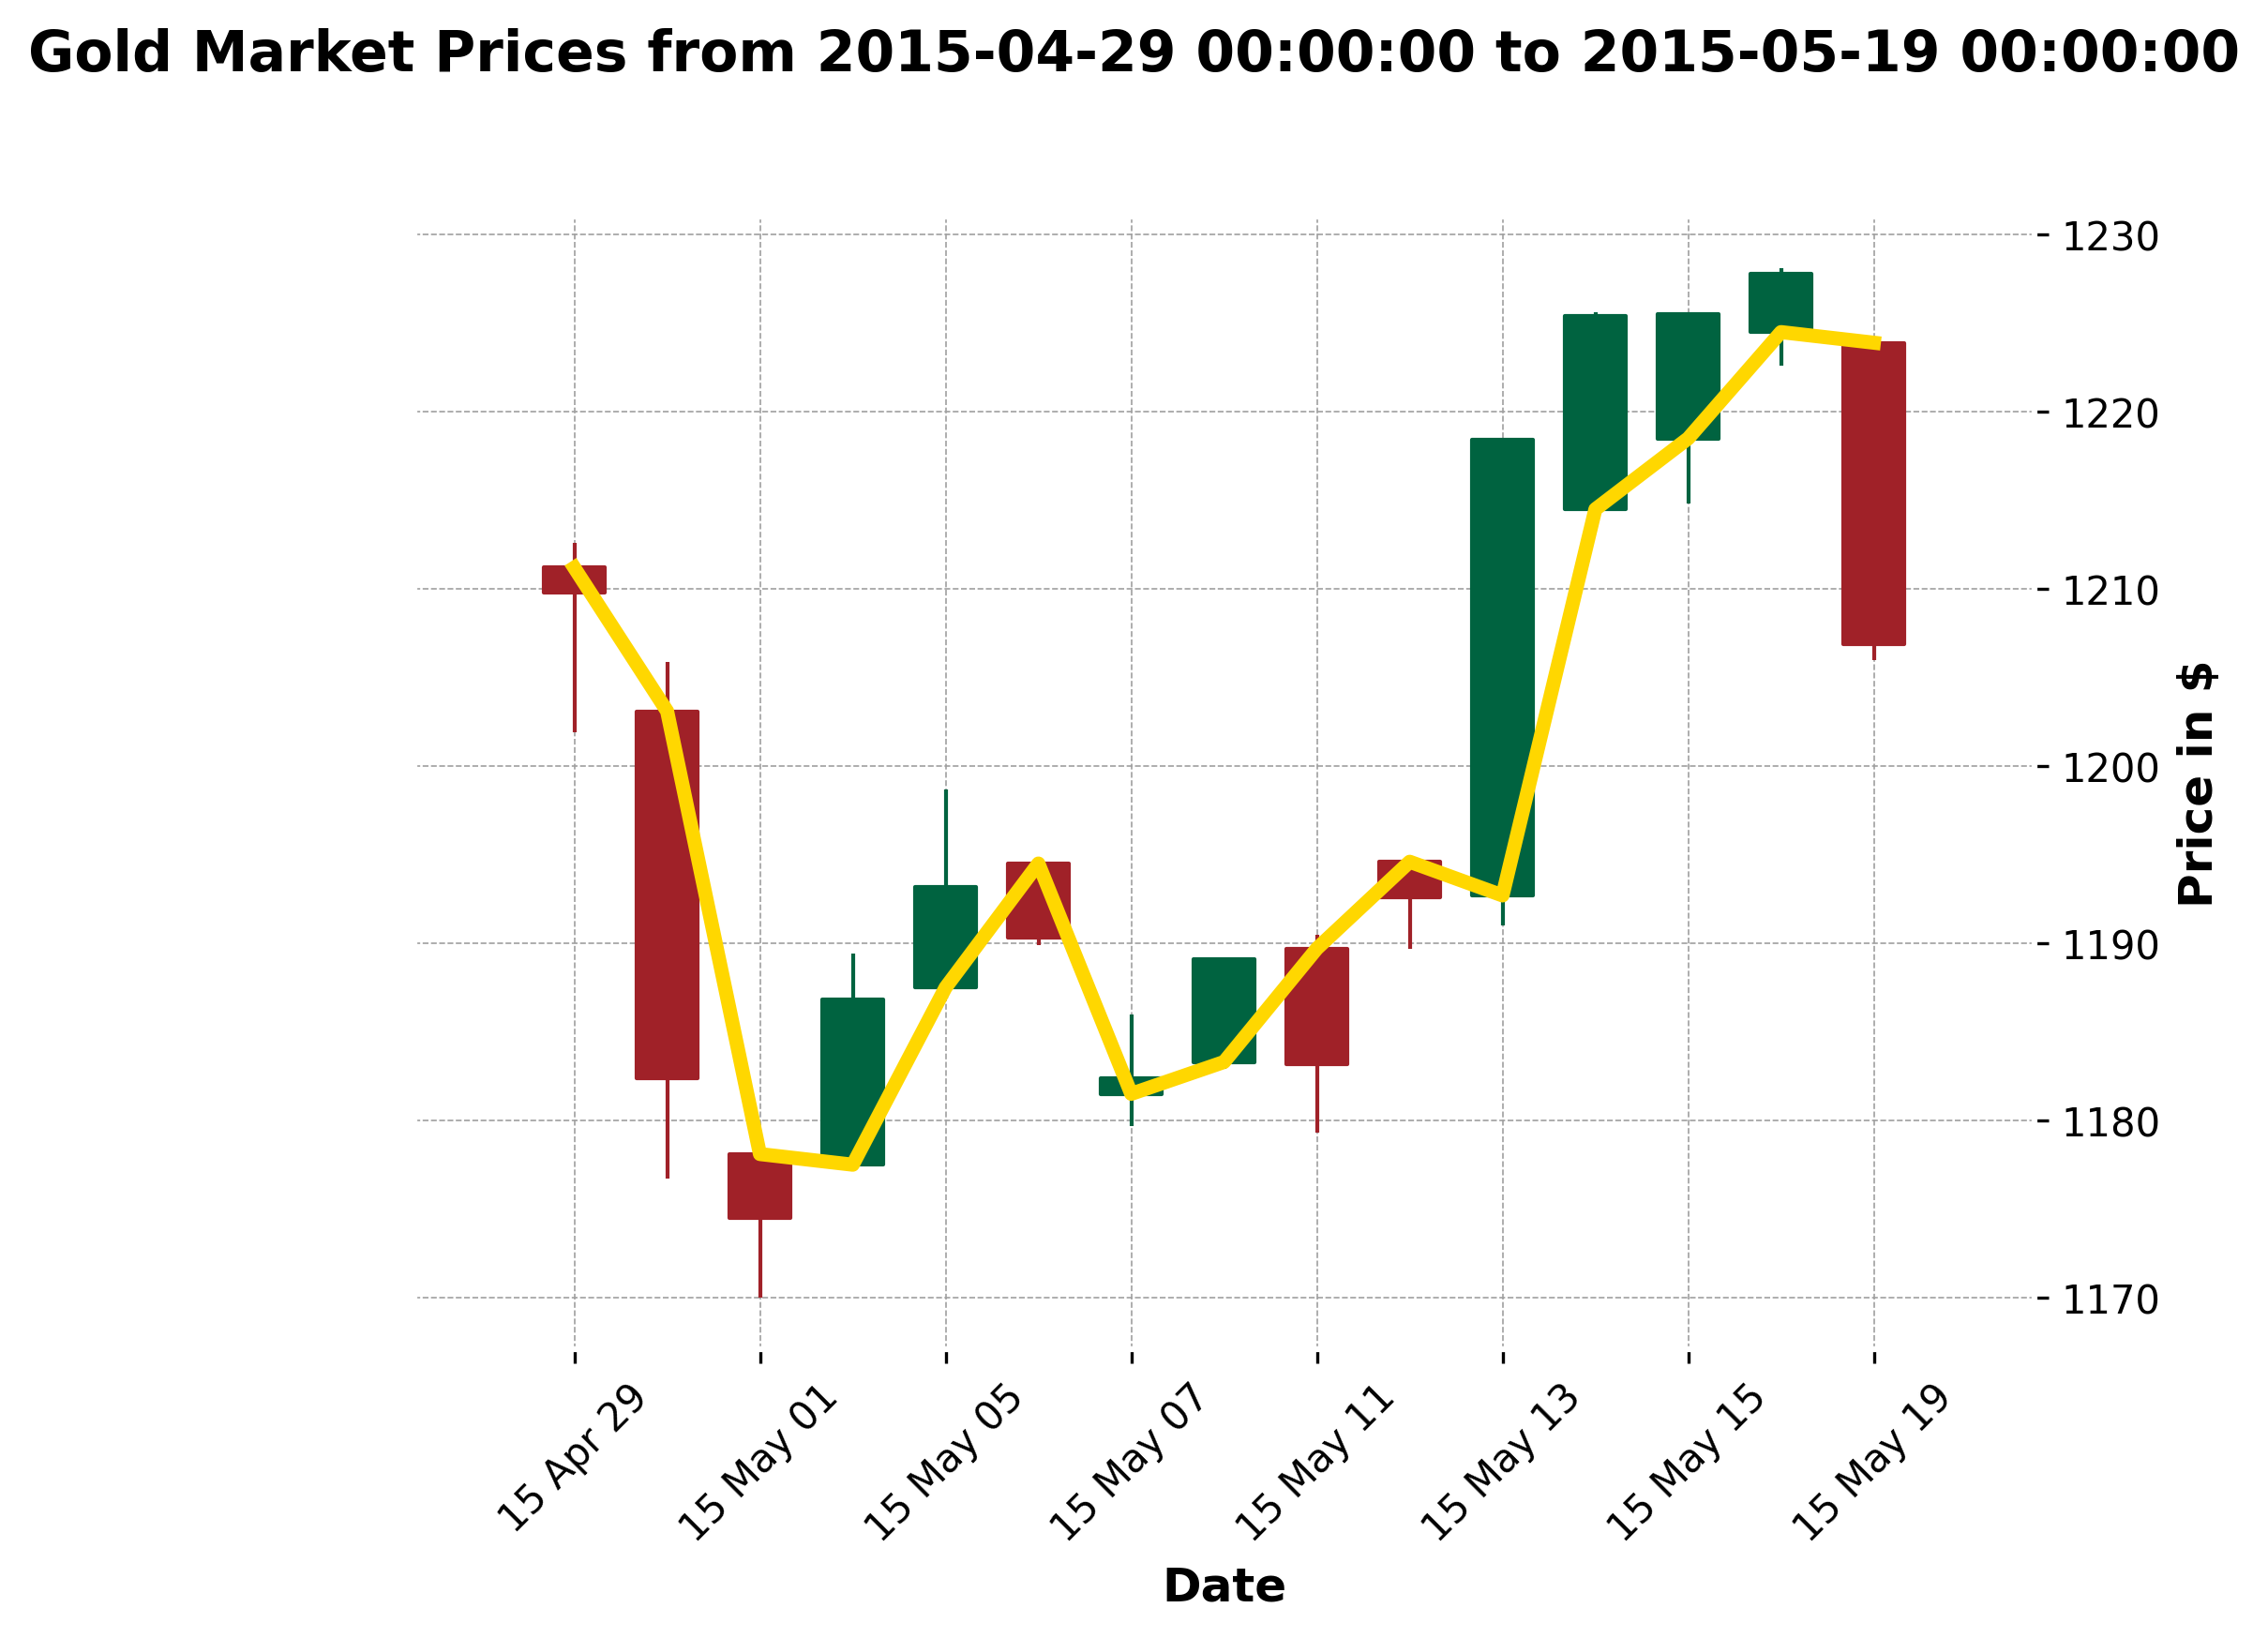 Gold Market Prices from 2015-04-29 00:00:00 to 2015-05-19 00:00:00
1230
1220
1210
1200
1190
1180
1170
Price in $
15 Apr 29
15 May 01
15 May 05
15 May 07
15 May 11
15 May 13
15 May 15
15 May 19
Date